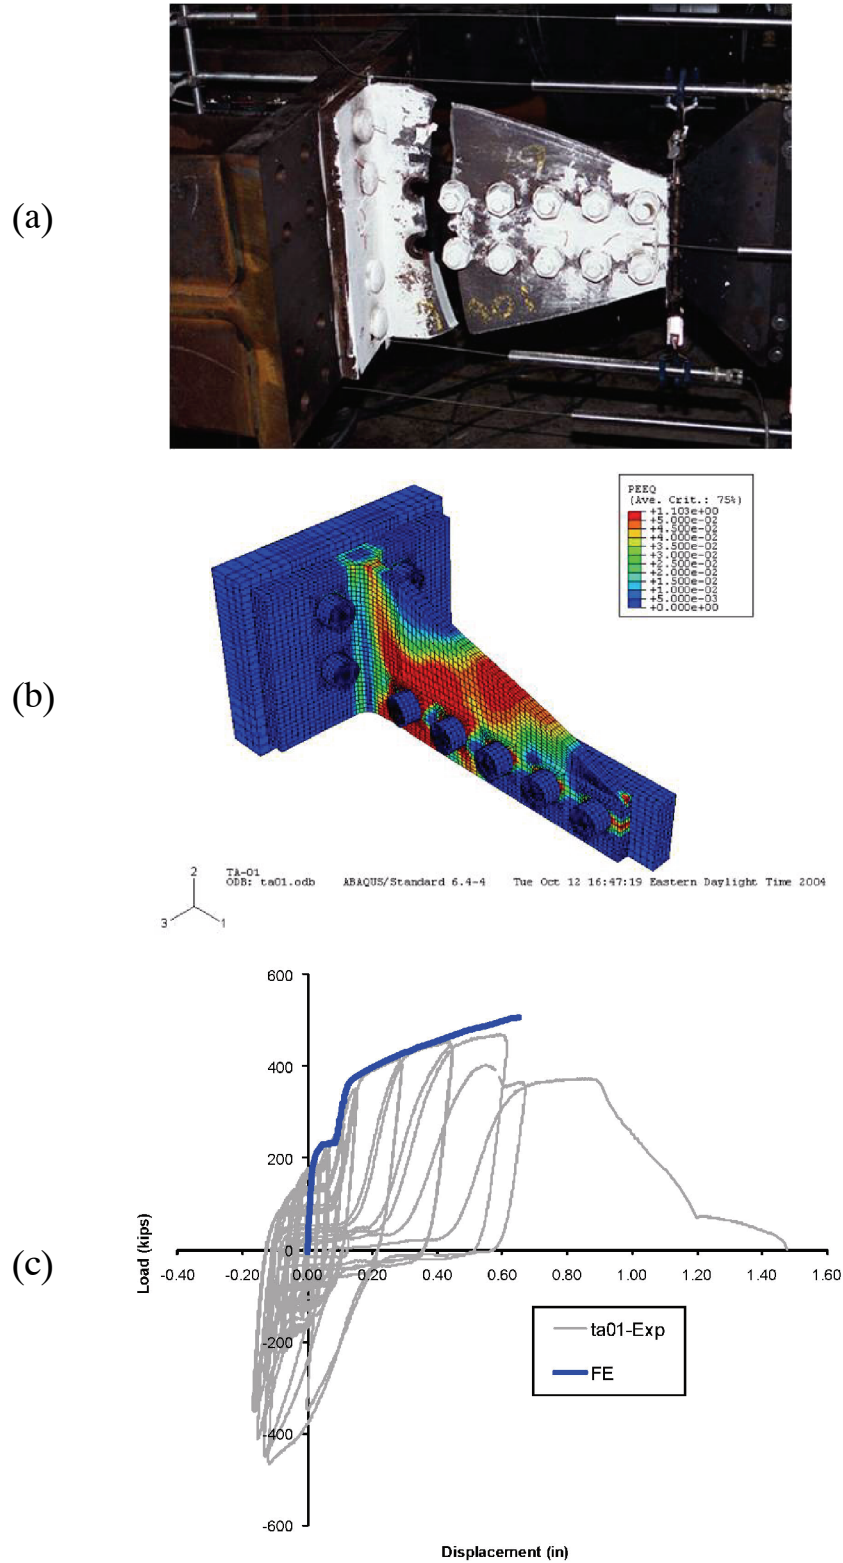 (a)
(b)
PEEQ
(Ave. Crit.: 75%)
+1.103e+00
+5.000e-02
+4.500e-02
+4.000e-02
+3.500e-02
+3.000e-02
+2.500e-02
+2.000e-02
+1.500e-02
+1.000e-02
+5.000e-03
+0.000e+00
2
3
1
TA-01
ODB: ta01.odb ABAQUS/Standard 6.4-4 Tue Oct 12 16:47:19 Eastern Daylight Time 2004
(c)
600
400
200
0
-200
-400
-600
Load (kips)
-0.40 -0.20 0.00 0.20 0.40 0.60 0.80 1.00 1.20 1.40 1.60
ta01-Exp
FE
Displacement (in)